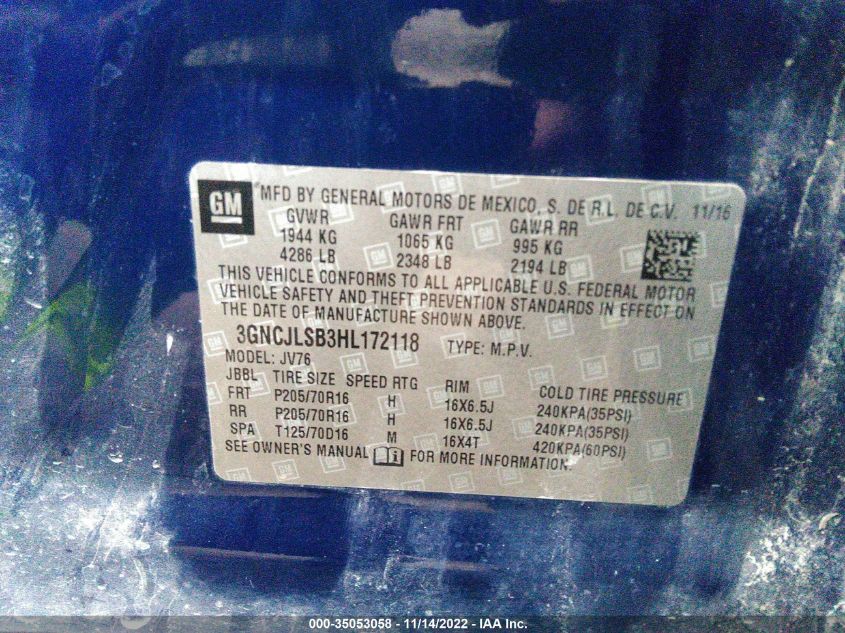 GM MFD BY GENERAL MOTORS DE MEXICO, S. DE R.L. DE C.V. 11/16
GVWR GAWR FRT GAWR RR
1944 KG 1065 KG 995 KG
4286 LB 2348 LB 2194 LB
THIS VEHICLE CONFORMS TO ALL APPLICABLE U.S. FEDERAL MOTOR
VEHICLE SAFETY AND THEFT PREVENTION STANDARDS IN EFFECT ON
THE DATE OF MANUFACTURE SHOWN ABOVE.
3GNCJLSB3HL172118 TYPE: M.P.V.
MODEL: JV76
JBBL TIRE SIZE SPEED RTG RIM COLD TIRE PRESSURE
FRT P205/70R16 H 16X6.5J 240KPA(35PSI)
RR P205/70R16 H 16X6.5J 240KPA(35PSI)
SPA T125/70D16 M 16X4T 420KPA(60PSI)
SEE OWNER'S MANUAL FOR MORE INFORMATION.
000-35053058 - 11/14/2022 - IAA Inc.